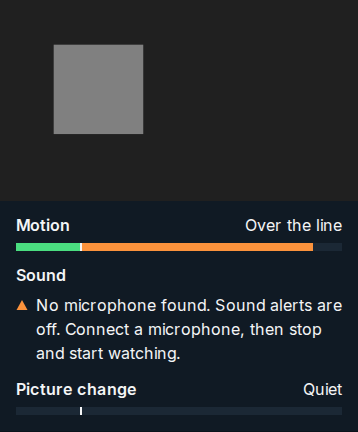 Motion Over the line
Sound
No microphone found. Sound alerts are
off. Connect a microphone, then stop
and start watching.
Picture change Quiet